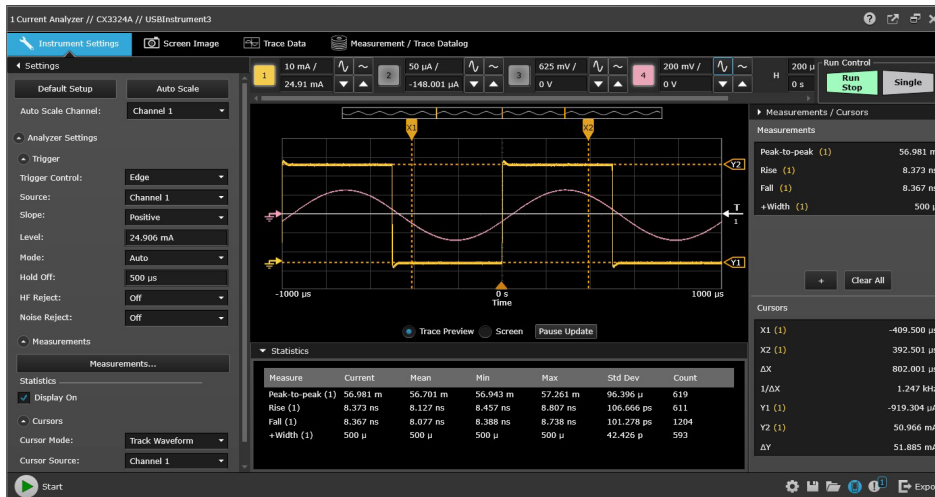 1 Current Analyzer // CX3324A // USBInstrument3
Instrument Settings Screen Image Trace Data Measurement / Trace Datalog
Settings
Default Setup Auto Scale
Auto Scale Channel: Channel 1
Analyzer Settings
Trigger
Trigger Control: Edge
Source: Channel 1
Slope: Positive
Level: 24.906 mA
Mode: Auto
Hold Off: 500 µs
HF Reject: Off
Noise Reject: Off
Measurements
Measurements...
Statistics
Display On
Cursors
Cursor Mode: Track Waveform
Cursor Source: Channel 1
Start
1 10 mA / 24.91 mA
2 50 µA / -148.001 µA
3 625 mV / 0 V
4 200 mV / 0 V
H 200 µ 0 s
Run Control
Run Stop Single
X1 X2
Y2
T
1
Y1
-1000 µs 0 s 1000 µs
Time
Trace Preview Screen Pause Update
Statistics
Measure Current Mean Min Max Std Dev Count
Peak-to-peak (1) 56.981 m 56.701 m 56.943 m 57.261 m 96.396 µ 619
Rise (1) 8.373 ns 8.127 ns 8.457 ns 8.807 ns 106.666 ps 611
Fall (1) 8.367 ns 8.077 ns 8.388 ns 8.738 ns 101.278 ps 1204
+Width (1) 500 µ 500 µ 500 µ 500 µ 42.426 p 593
Measurements / Cursors
Measurements
Peak-to-peak (1) 56.981 m
Rise (1) 8.373 ns
Fall (1) 8.367 ns
+Width (1) 500 µ
+ Clear All
Cursors
X1 (1) -409.500 µs
X2 (1) 392.501 µs
ΔX 802.001 µs
1/ΔX 1.247 kH
Y1 (1) -919.304 µA
Y2 (1) 50.966 mA
ΔY 51.885 mA
1
Expo